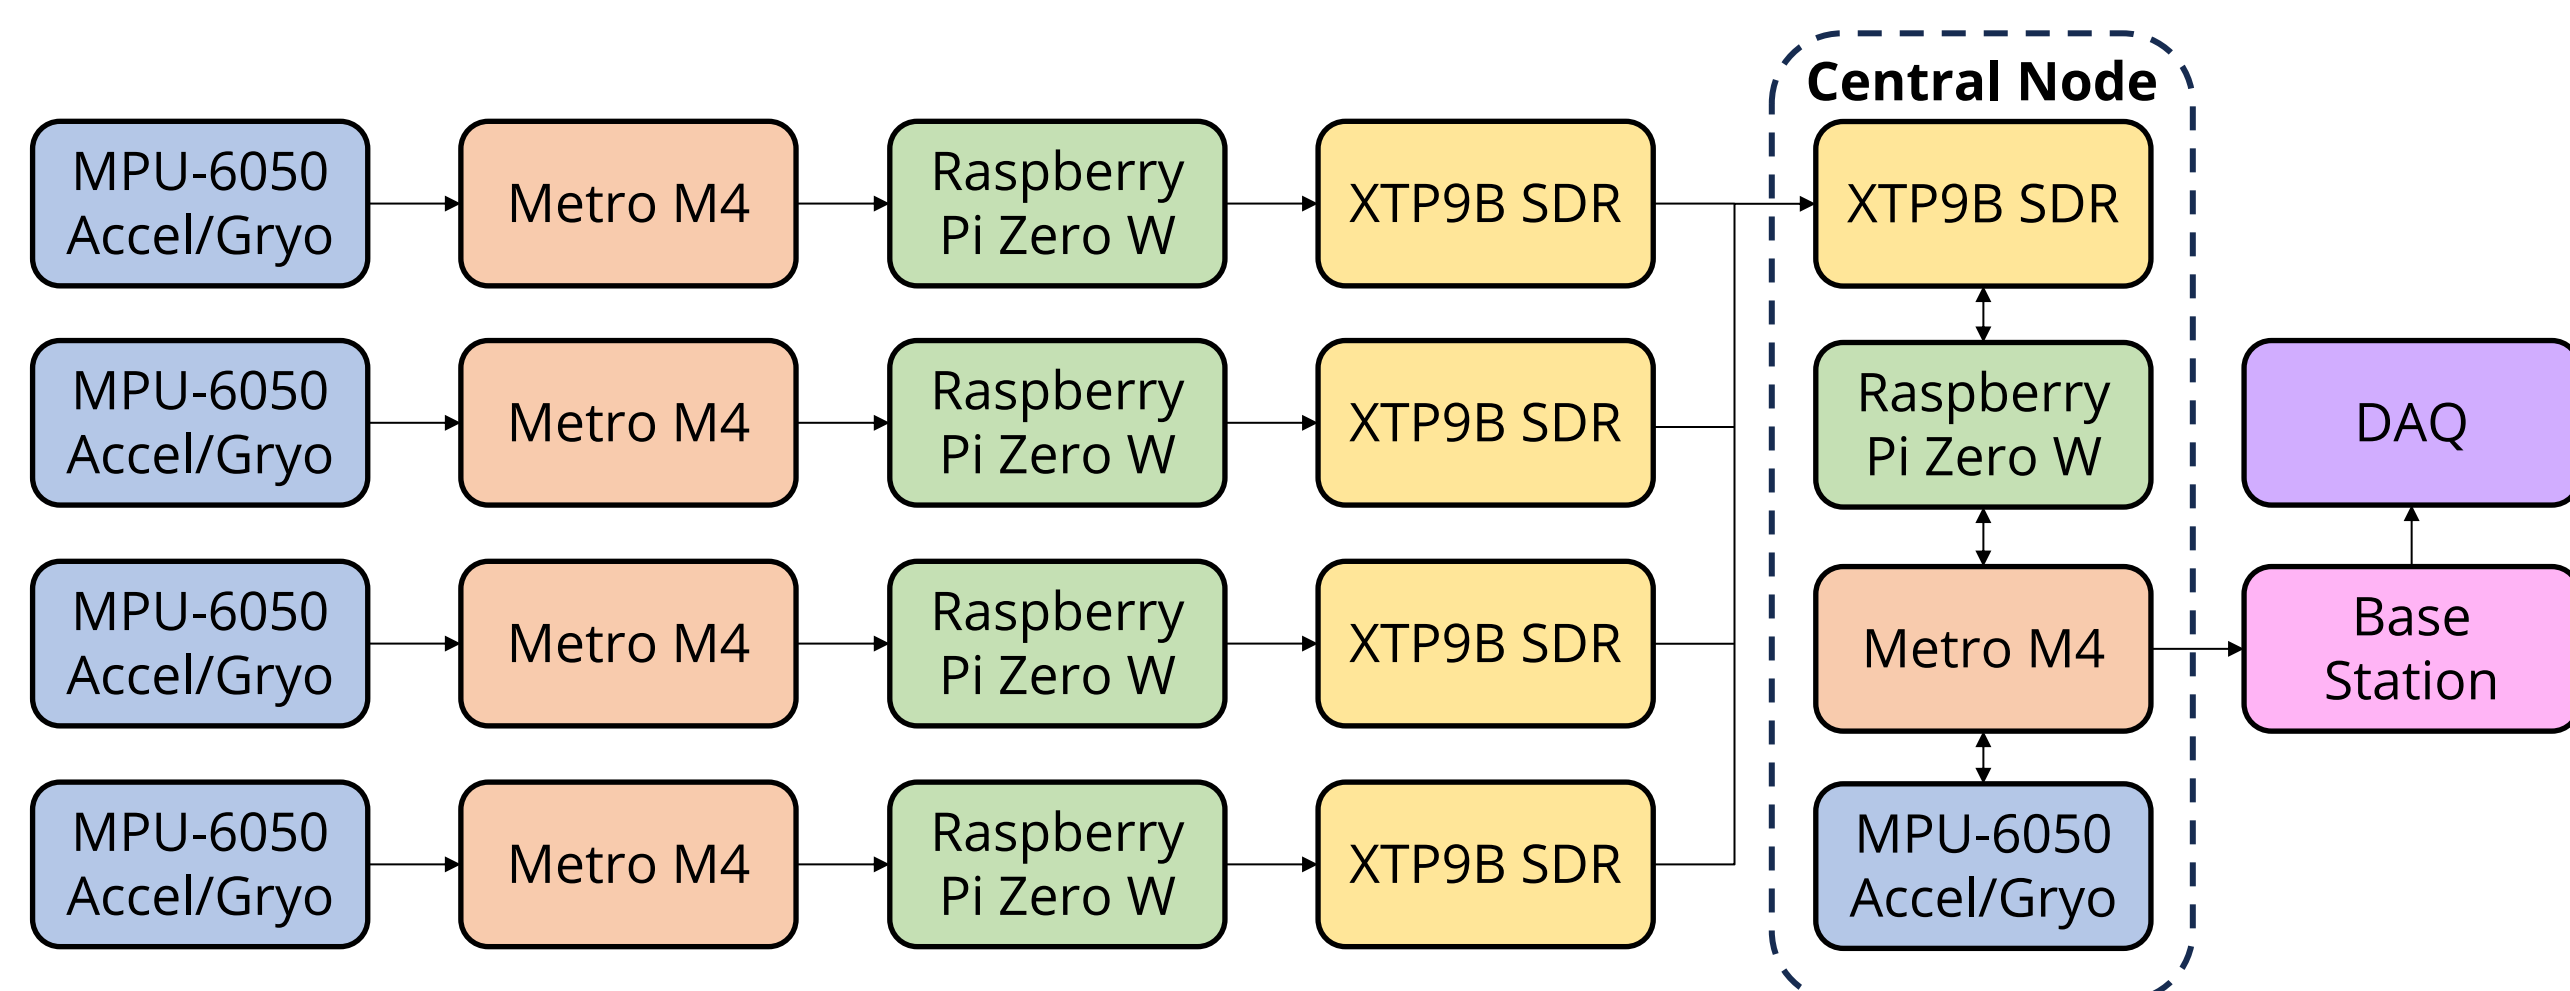 Central Node
MPU-6050
Accel/Gryo
Metro M4
Raspberry
Pi Zero W
XTP9B SDR
XTP9B SDR
MPU-6050
Accel/Gryo
Metro M4
Raspberry
Pi Zero W
XTP9B SDR
Raspberry
Pi Zero W
DAQ
MPU-6050
Accel/Gryo
Metro M4
Raspberry
Pi Zero W
XTP9B SDR
Metro M4
Base
Station
MPU-6050
Accel/Gryo
Metro M4
Raspberry
Pi Zero W
XTP9B SDR
MPU-6050
Accel/Gryo